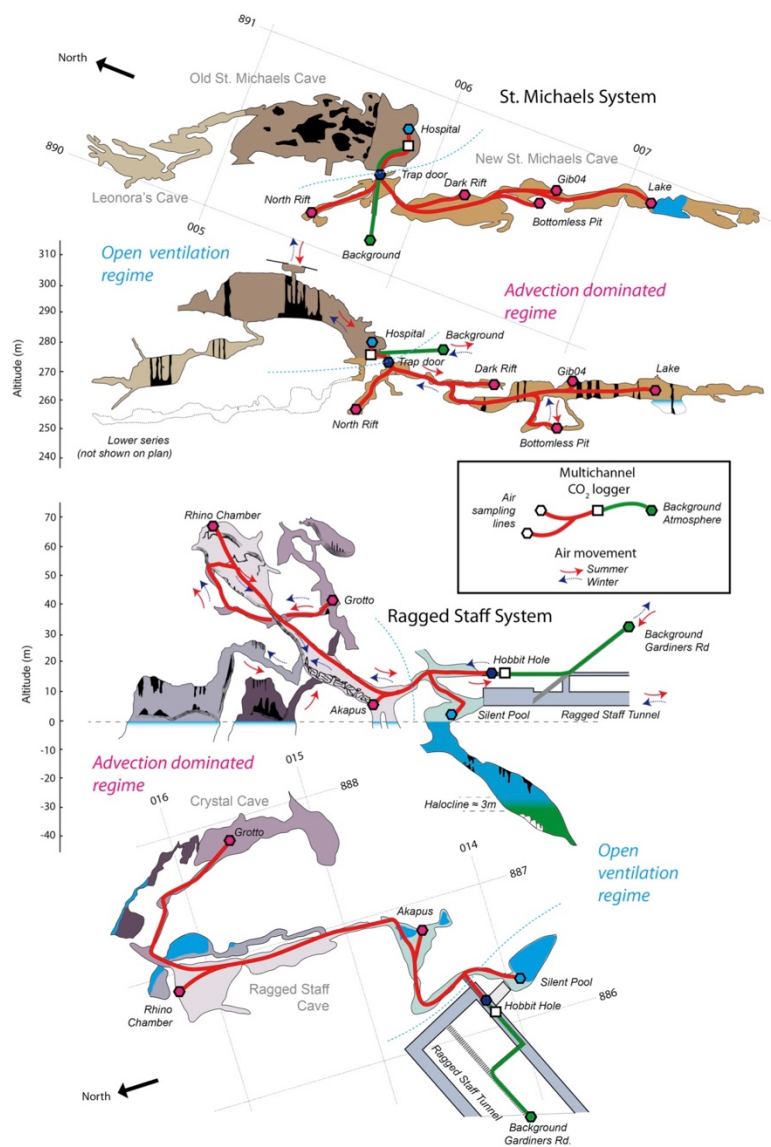 891
North
Old St. Michaels Cave
006
St. Michaels System
Hospital
890
New St. Michaels Cave
007
Trap door
Gib04
Dark Rift
Lake
Leonora's Cave
North Rift
Bottomless Pit
005
Background
310
Open ventilation
regime
300
Advection dominated
regime
290
Hospital
Background
280
Altitude (m)
Trap door
Gib04
Lake
270
Dark Rift
260
North Rift
250
Lower series
(not shown on plan)
Bottomless Pit
240
Multichannel
CO2 logger
Air
sampling
lines
Background
Atmosphere
Air movement
Summer
Winter
70
Rhino Chamber
60
50
40
Grotto
Ragged Staff System
30
Background
Gardiners Rd
Altitude (m)
20
Hobbit Hole
10
Akapus
Silent Pool
Ragged Staff Tunnel
0
-10
Advection dominated
regime
-20
015
016
888
Halocline ≈ 3m
-30
Crystal Cave
-40
Grotto
014
Open
ventilation
regime
887
Akapus
Silent Pool
Ragged Staff
Cave
886
Rhino
Chamber
Hobbit Hole
North
Ragged Staff
Tunnel
Background
Gardiners Rd.